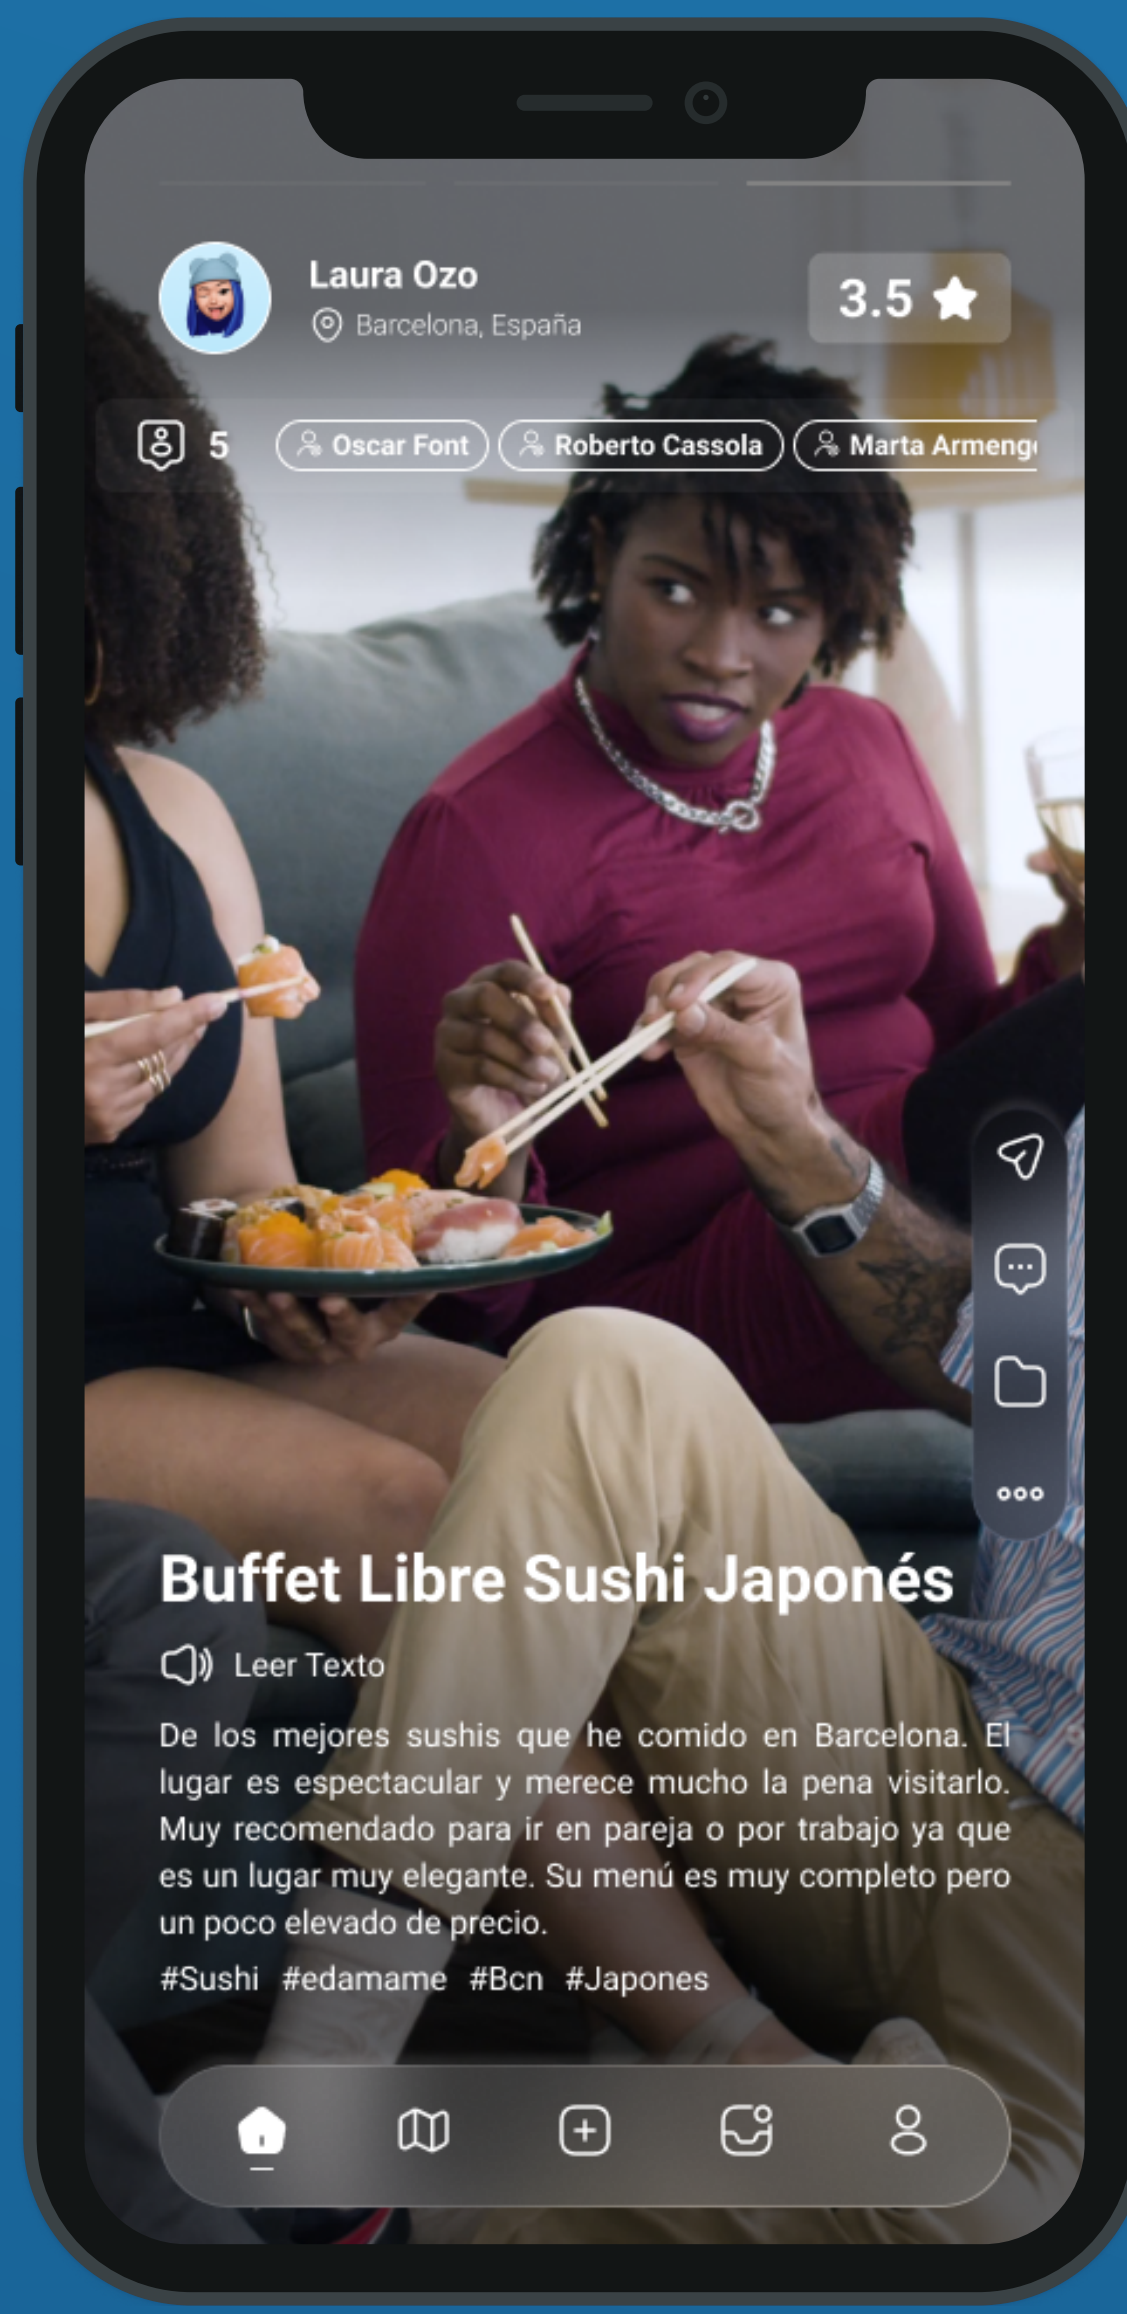 Laura Ozo
Barcelona, España
3.5
5
Oscar Font
Roberto Cassola
Marta Armeng
Buffet Libre Sushi Japonés
Leer Texto
De los mejores sushis que he comido en Barcelona. El
lugar es espectacular y merece mucho la pena visitarlo.
Muy recomendado para ir en pareja o por trabajo ya que
es un lugar muy elegante. Su menú es muy completo pero
un poco elevado de precio.
#Sushi #edamame #Bcn #Japones